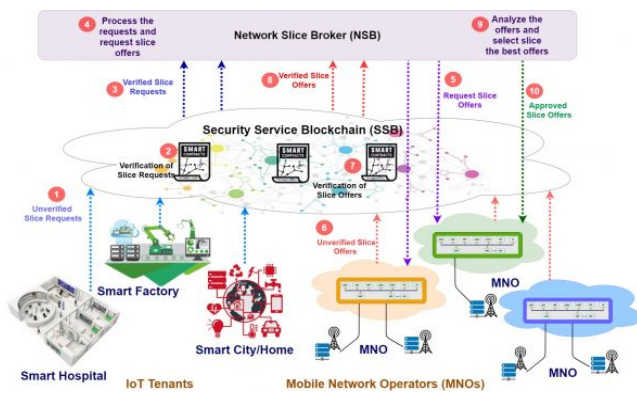 4
Process the
requests and
request slice
offers
Network Slice Broker (NSB)
9
Analyze the
offers and
select slice
the best offers
3
Verified Slice
Requests
8
Verified Slice
Offers
5
Request Slice
Offers
10
Approved
Slice Offers
Security Service Blockchain (SSB)
2
SMART
CONTRACTS
SMART
CONTRACTS
SMART
CONTRACTS
Verification of
Slice Requests
7
Verification of
Slice Offers
1
Unverified
Slice Requests
6
Unverified Slice
Offers
Smart Factory
MNO
Smart City/Home
MNO
MNO
Smart Hospital
IoT Tenants
Mobile Network Operators (MNOs)